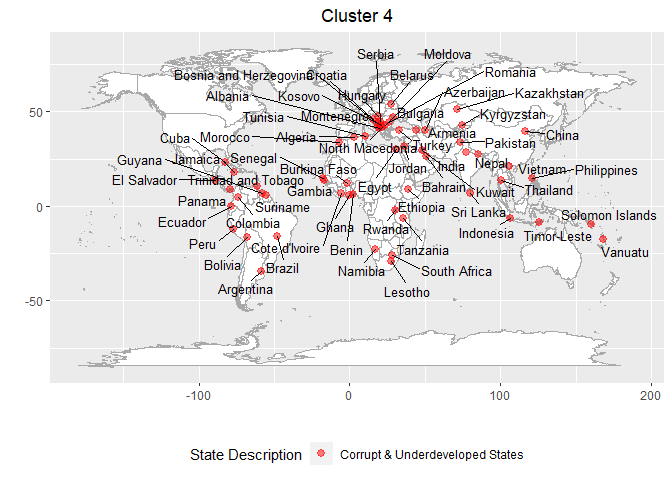 Cluster 4
Serbia
Moldova
Bosnia and Herzegovina
Croatia
Belarus
Romania
Albania
Kosovo
Hungary
Azerbaijan
Kazakhstan
Tunisia
Montenegro
Bulgaria
Kyrgyzstan
Cuba
Morocco
Algeria
Armenia
China
North Macedonia
Turkey
Pakistan
Guyana
Jamaica
Senegal
Burkina Faso
Jordan
India
Nepal
Vietnam
Philippines
El Salvador
Trinidad and Tobago
Gambia
Egypt
Bahrain
Kuwait
Thailand
Panama
Suriname
Ethiopia
Sri Lanka
Solomon Islands
Ecuador
Colombia
Ghana
Rwanda
Indonesia
Timor-Leste
Peru
Cote d'Ivoire
Benin
Tanzania
Vanuatu
Bolivia
Brazil
Namibia
South Africa
Argentina
Lesotho
50
0
-50
-100
0
100
200
State Description
Corrupt & Underdeveloped States